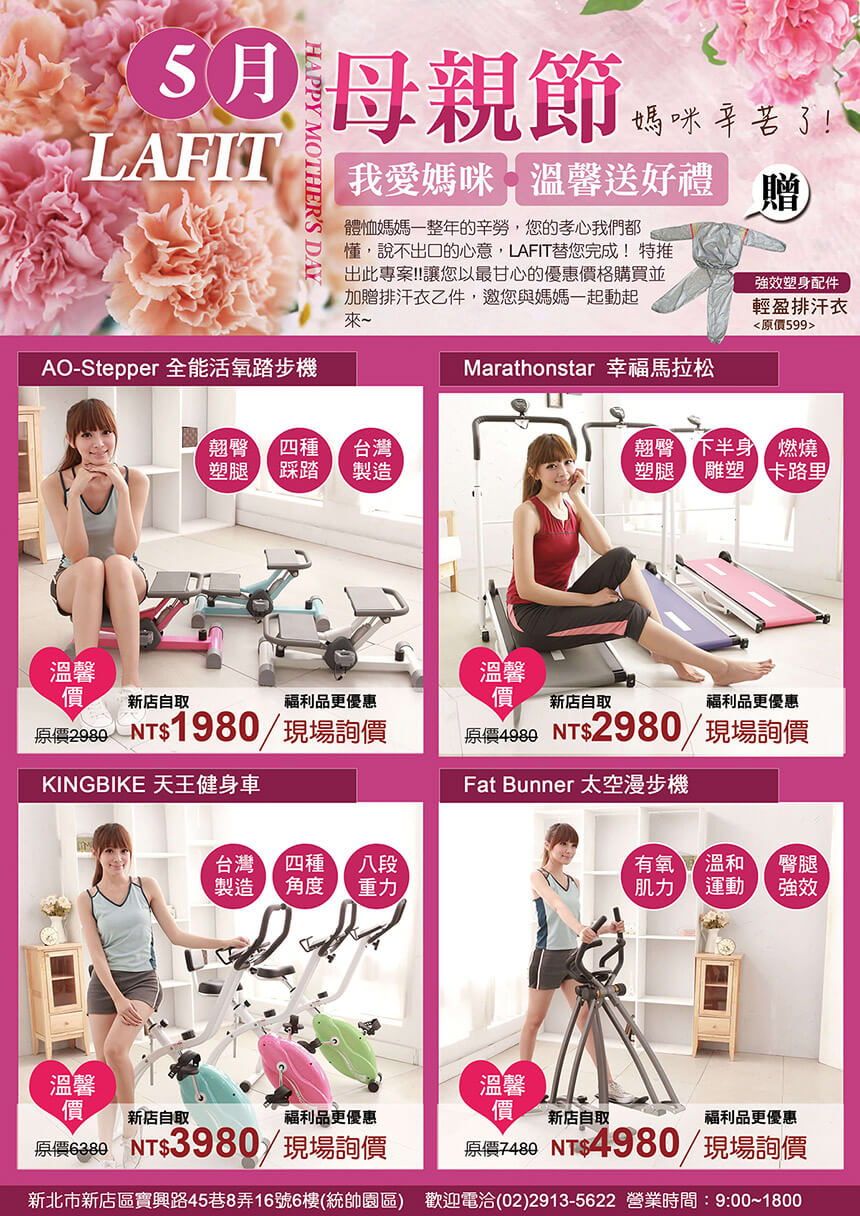 5月
LAFIT
HAPPY MOTHER'S DAY
母親節
媽咪辛苦了!
我愛媽咪•溫馨送好禮
贈
體恤媽媽一整年的辛勞，您的孝心我們都
懂，說不出口的心意，LAFIT替您完成！ 特推
出此專案!!讓您以最甘心的優惠價格購買並
加贈排汗衣乙件，邀您與媽媽一起動起
來~
強效塑身配件
輕盈排汗衣
<原價599>
AO-Stepper 全能活氧踏步機
翹臀
塑腿
四種
踩踏
台灣
製造
溫馨
價
新店自取
福利品更優惠
原價2980 NT$1980/現場詢價
Marathonstar 幸福馬拉松
翹臀
塑腿
下半身
雕塑
燃燒
卡路里
溫馨
價
新店自取
福利品更優惠
原價4980 NT$2980/現場詢價
KINGBIKE 天王健身車
台灣
製造
四種
角度
八段
重力
溫馨
價
新店自取
福利品更優惠
原價6380 NT$3980/現場詢價
Fat Bunner 太空漫步機
有氧
肌力
溫和
運動
臀腿
強效
溫馨
價
新店自取
福利品更優惠
原價7480 NT$4980/現場詢價
新北市新店區寶興路45巷8弄16號6樓(統帥園區) 歡迎電洽(02)2913-5622 營業時間：9:00~1800